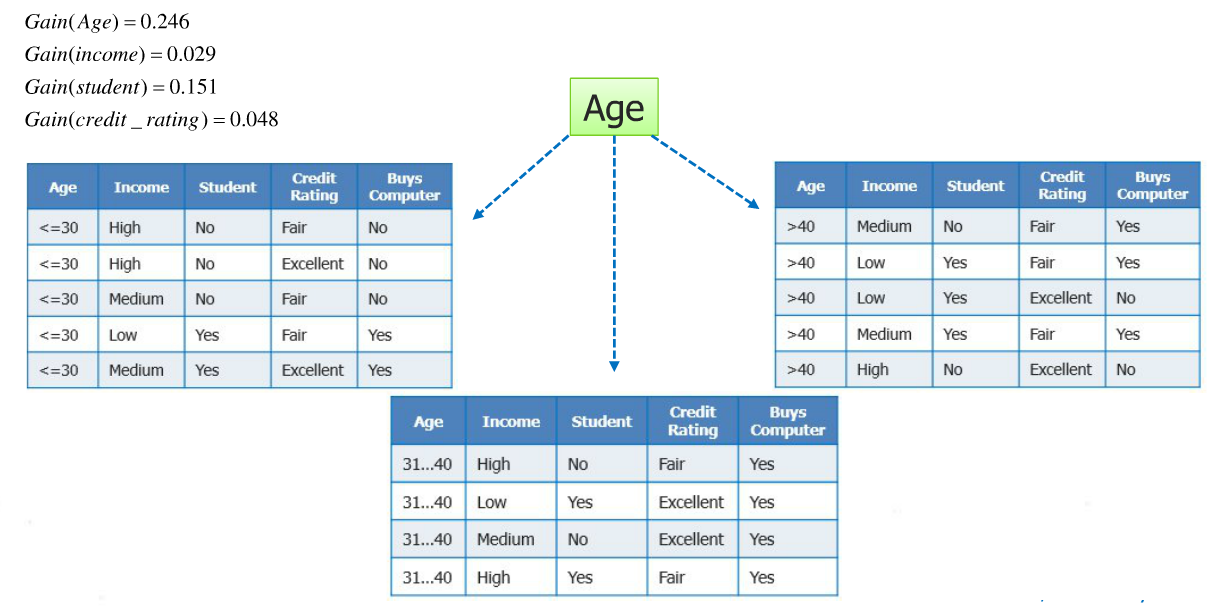 Gain(Age) = 0.246
Gain(income) = 0.029
Gain(student) = 0.151
Gain(credit _ rating) = 0.048
Age
Age Income Student Credit Rating Buys Computer
<=30 High No Fair No
<=30 High No Excellent No
<=30 Medium No Fair No
<=30 Low Yes Fair Yes
<=30 Medium Yes Excellent Yes
Age Income Student Credit Rating Buys Computer
>40 Medium No Fair Yes
>40 Low Yes Fair Yes
>40 Low Yes Excellent No
>40 Medium Yes Fair Yes
>40 High No Excellent No
Age Income Student Credit Rating Buys Computer
31...40 High No Fair Yes
31...40 Low Yes Excellent Yes
31...40 Medium No Excellent Yes
31...40 High Yes Fair Yes